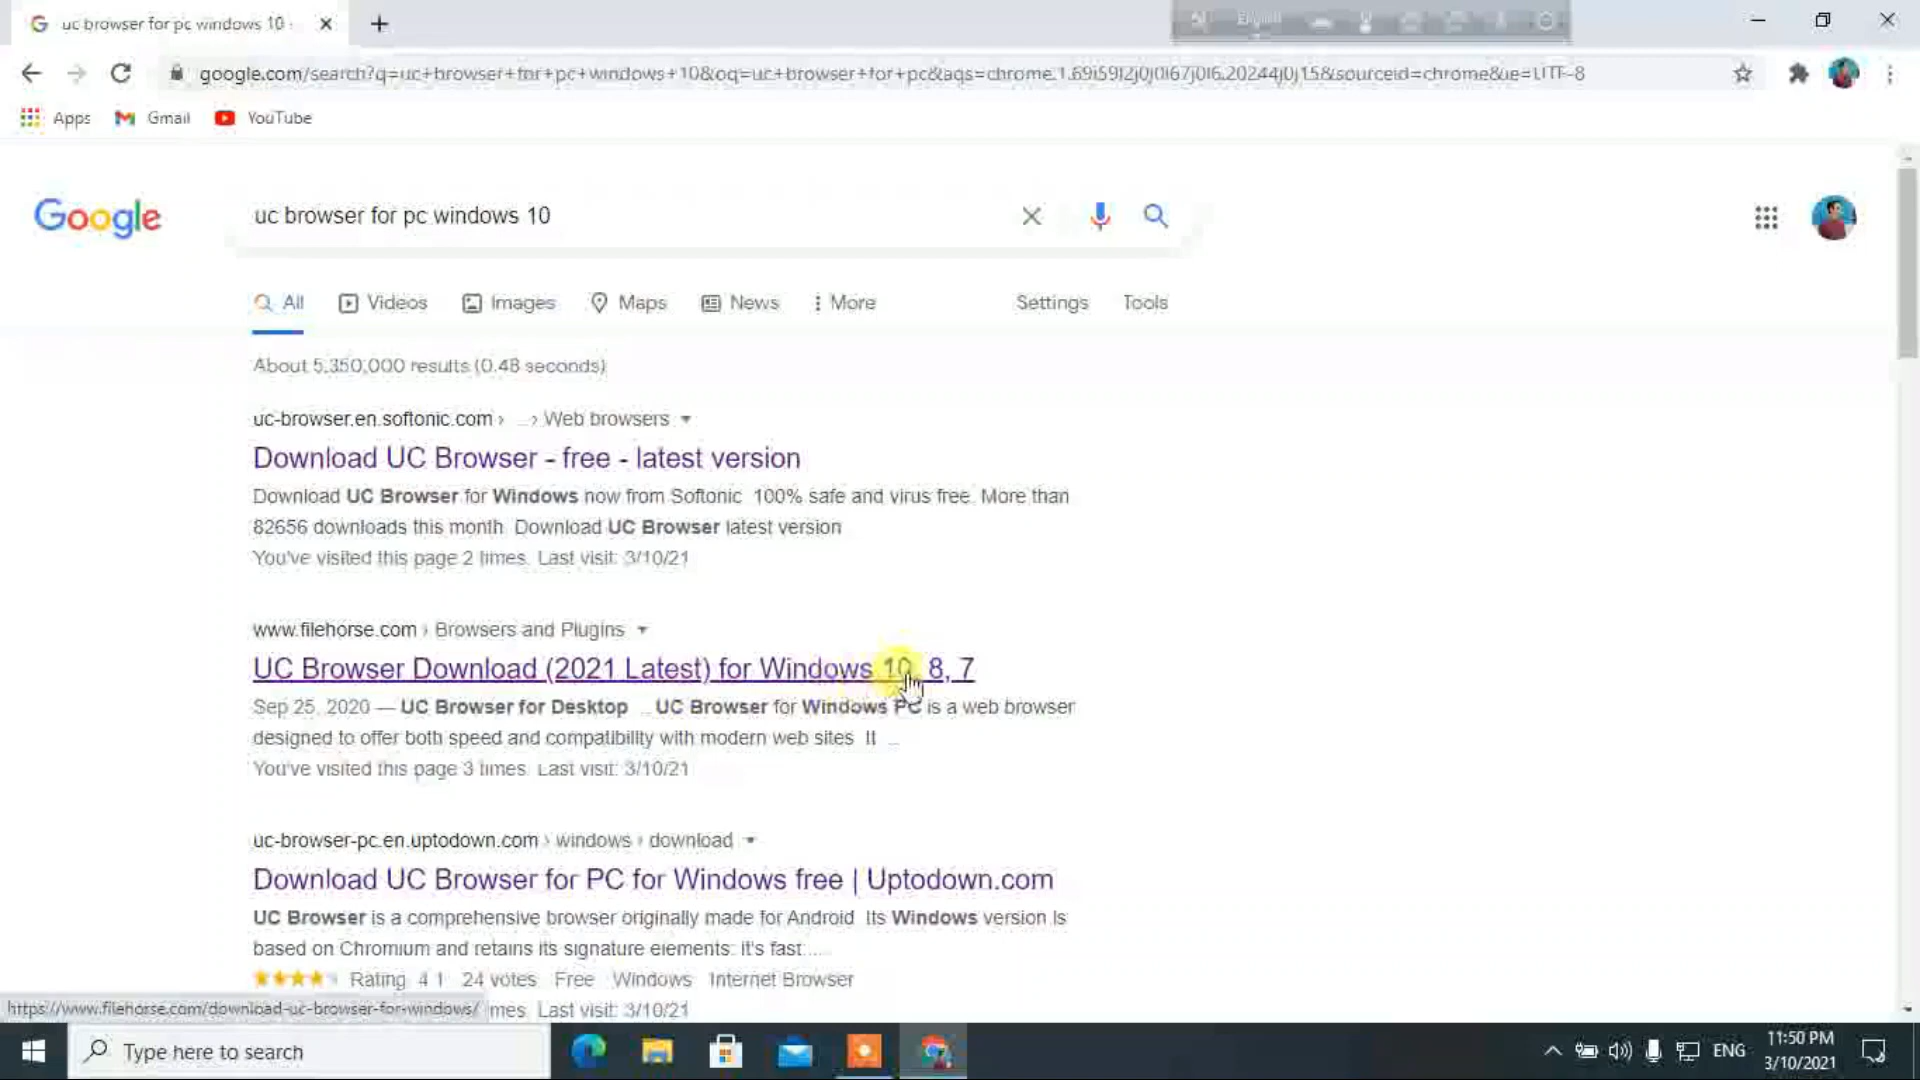 uc browser for pc windows 10
English
google.com/search?q=uc+browser+for+pc+windows+10&oq=uc+browser+for+pc&aqs=chrome.1.69i59l2j0j0i67j0l6.20244j0j15&sourceid=chrome&ie=UTF-8
Apps Gmail YouTube
Google uc browser for pc windows 10
All Videos Images Maps News More Settings Tools
About 5,350,000 results (0.48 seconds)
uc-browser.en.softonic.com › ... › Web browsers
Download UC Browser - free - latest version
Download UC Browser for Windows now from Softonic 100% safe and virus free. More than
82656 downloads this month Download UC Browser latest version
You've visited this page 2 times. Last visit: 3/10/21
www.filehorse.com › Browsers and Plugins
UC Browser Download (2021 Latest) for Windows 10, 8, 7
Sep 25, 2020 — UC Browser for Desktop ... UC Browser for Windows PC is a web browser
designed to offer both speed and compatibility with modern web sites It ...
You've visited this page 3 times. Last visit: 3/10/21
uc-browser-pc.en.uptodown.com › windows › download
Download UC Browser for PC for Windows free | Uptodown.com
UC Browser is a comprehensive browser originally made for Android Its Windows version is
based on Chromium and retains its signature elements: it's fast ...
Rating 4.1 24 votes Free Windows Internet Browser
https://www.filehorse.com/download-uc-browser-for-windows/ mes. Last visit: 3/10/21
Type here to search
ENG
11:50 PM
3/10/2021